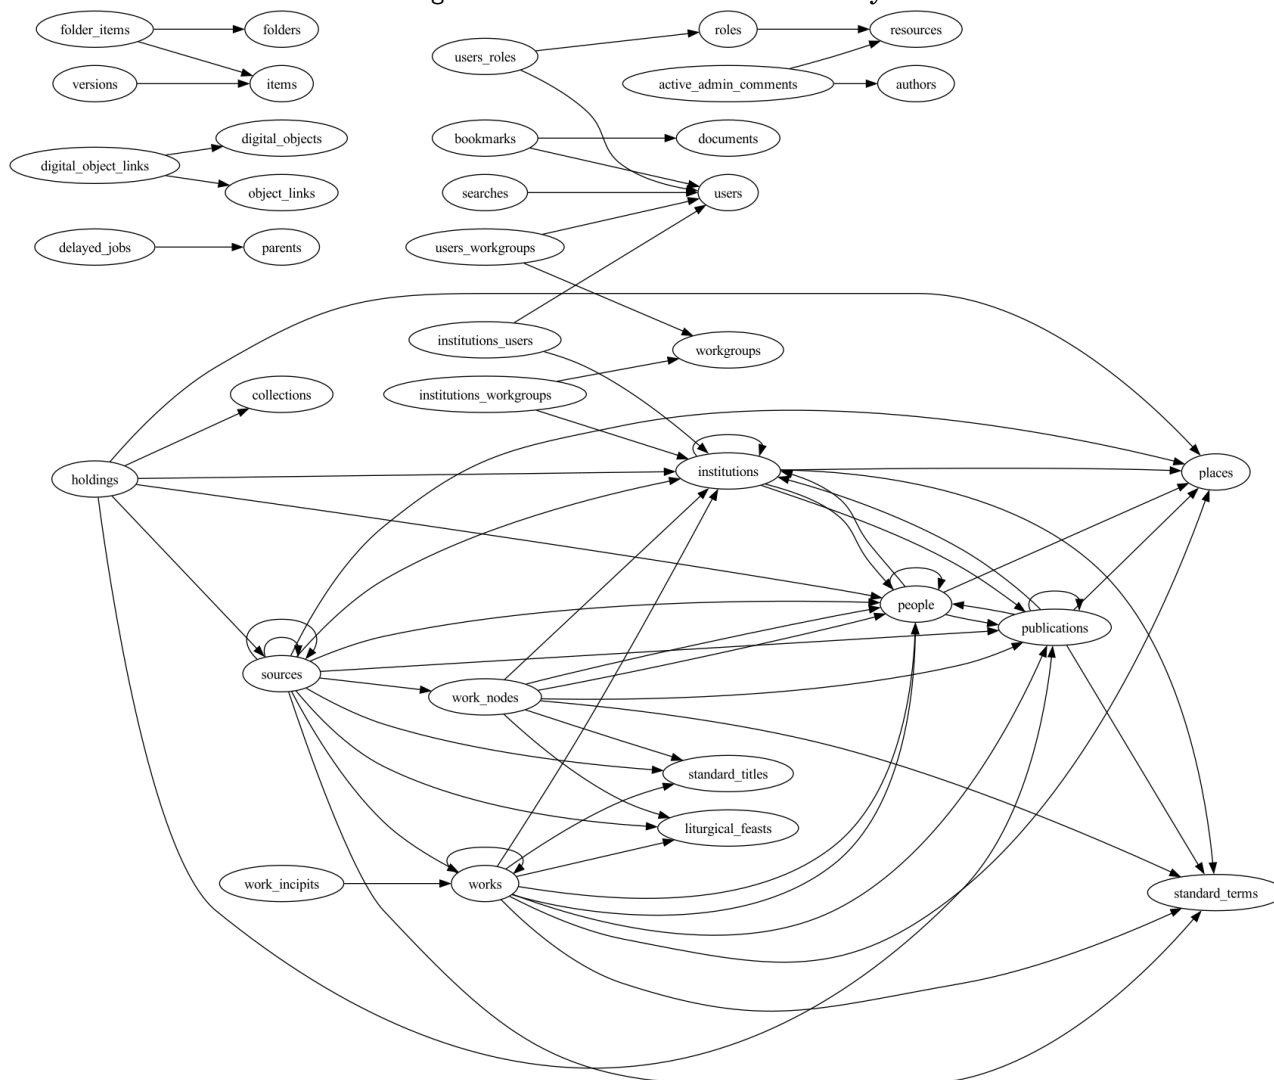 folder_items
folders
roles
resources
users_roles
versions
items
active_admin_comments
authors
digital_objects
bookmarks
documents
digital_object_links
object_links
searches
users
delayed_jobs
parents
users_workgroups
institutions_users
workgroups
collections
institutions_workgroups
holdings
institutions
places
people
publications
sources
work_nodes
standard_titles
liturgical_feasts
work_incipits
works
standard_terms